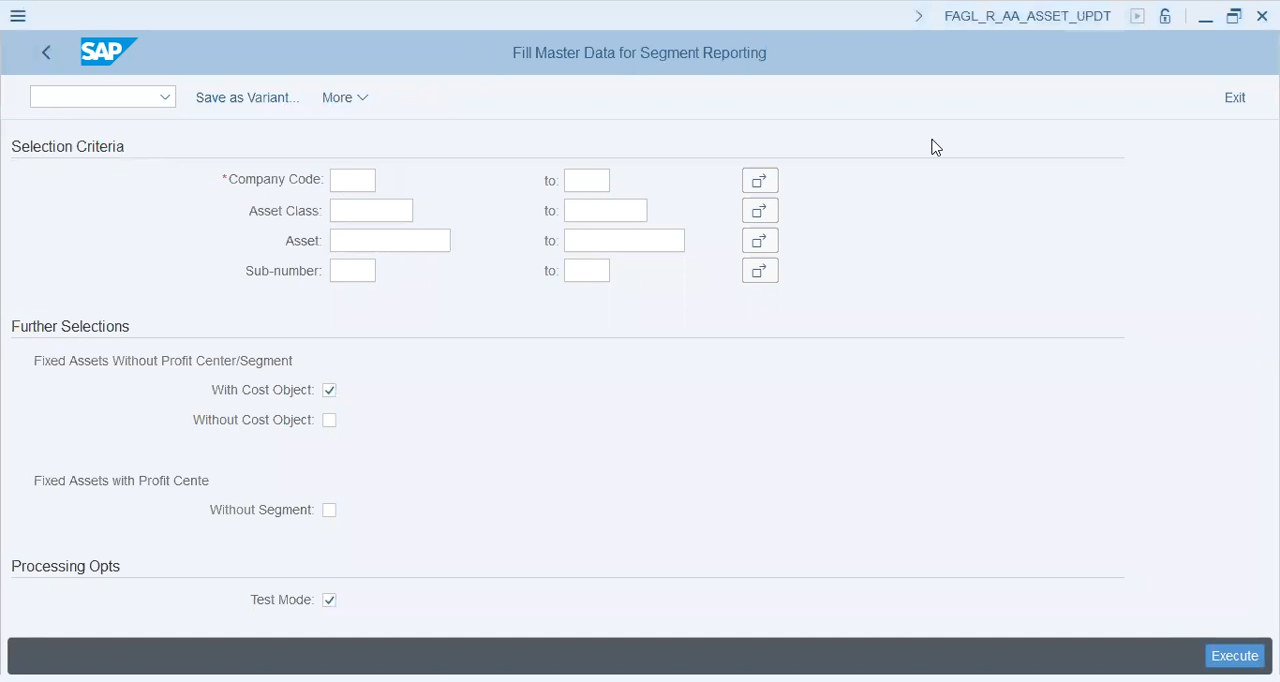 FAGL_R_AA_ASSET_UPDT
SAP
Fill Master Data for Segment Reporting
Save as Variant...
More
Exit
Selection Criteria
*Company Code:
to:
Asset Class:
to:
Asset:
to:
Sub-number:
to:
Further Selections
Fixed Assets Without Profit Center/Segment
With Cost Object:
Without Cost Object:
Fixed Assets with Profit Cente
Without Segment:
Processing Opts
Test Mode:
Execute